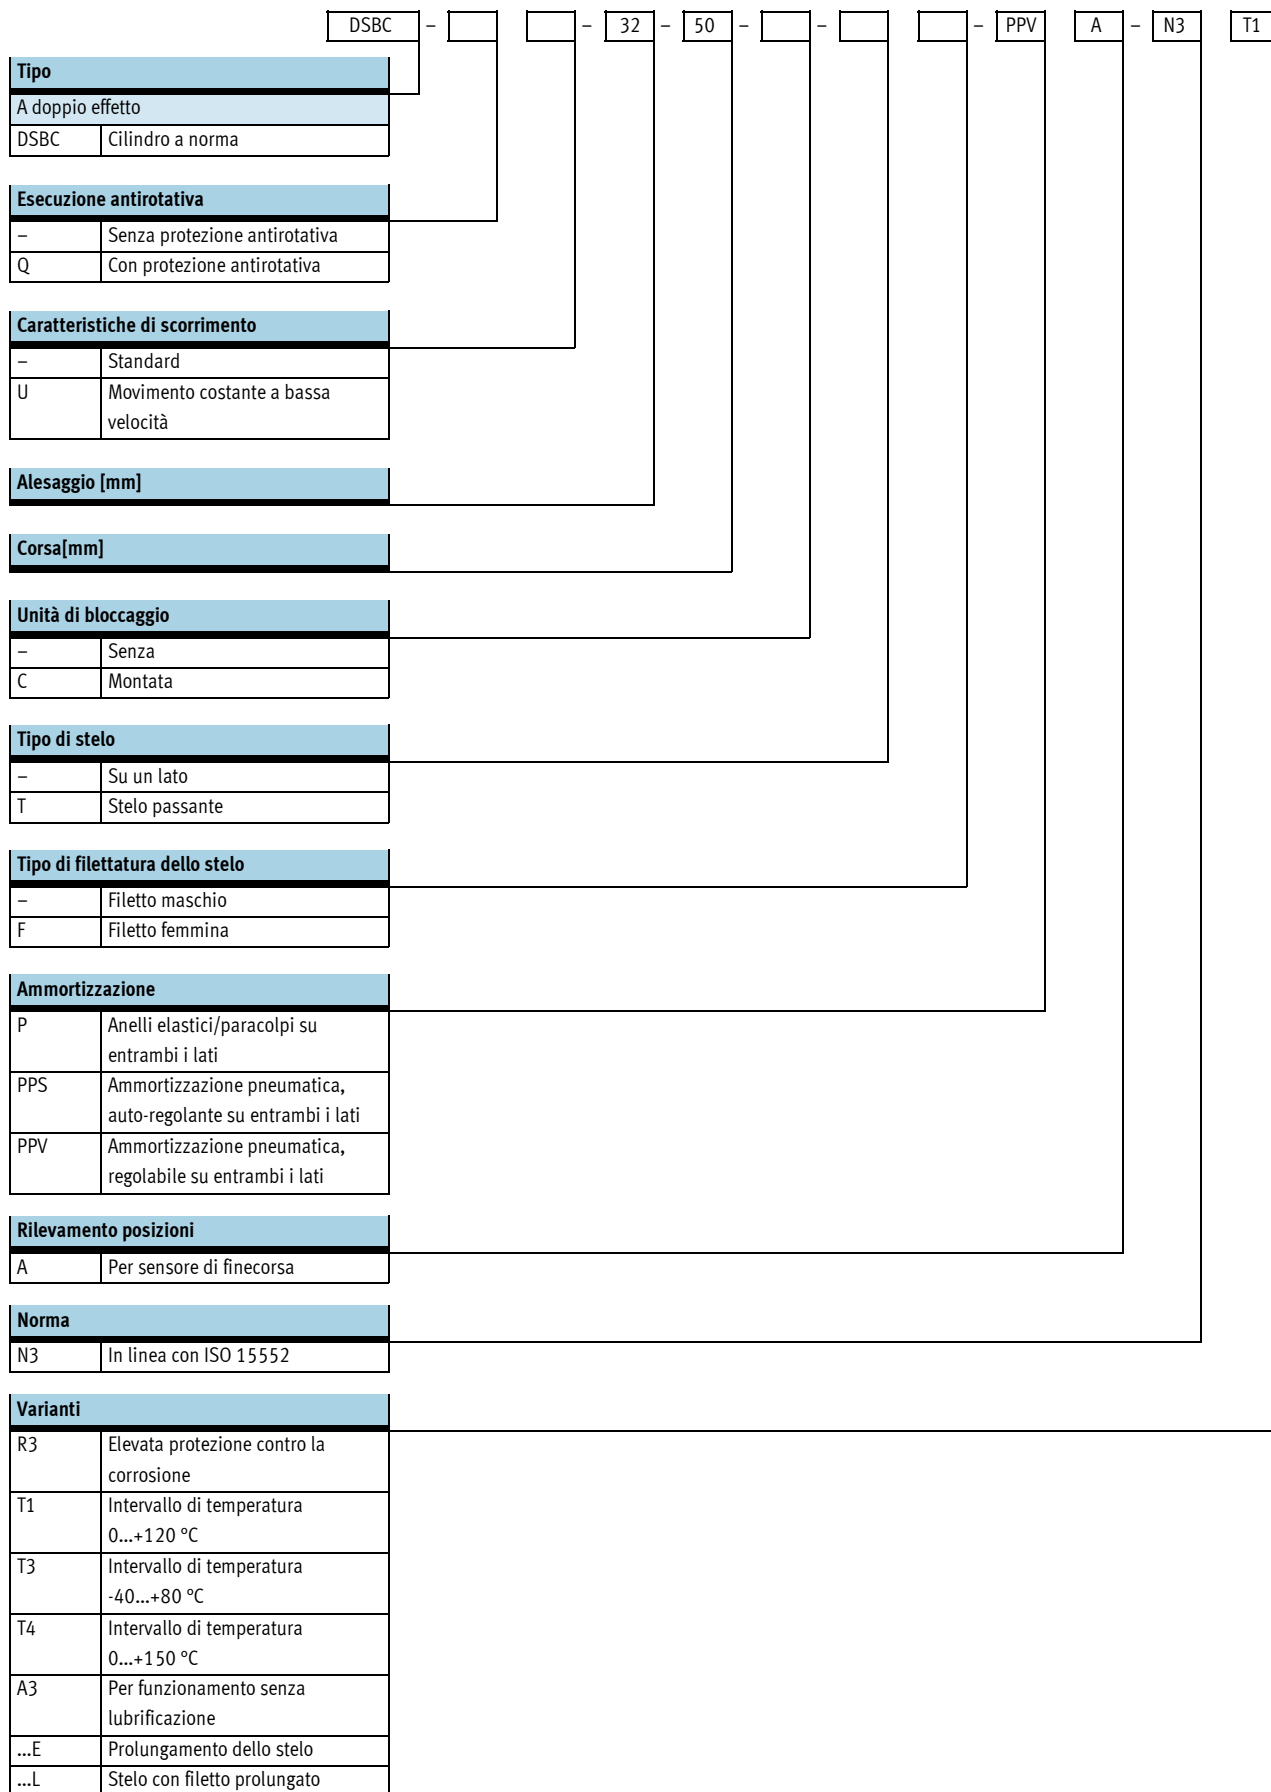 DSBC – – 32 – 50 – – – PPV A – N3 T1
Tipo
A doppio effetto
DSBC Cilindro a norma
Esecuzione antirotativa
– Senza protezione antirotativa
Q Con protezione antirotativa
Caratteristiche di scorrimento
– Standard
U Movimento costante a bassa
velocità
Alesaggio [mm]
Corsa[mm]
Unità di bloccaggio
– Senza
C Montata
Tipo di stelo
– Su un lato
T Stelo passante
Tipo di filettatura dello stelo
– Filetto maschio
F Filetto femmina
Ammortizzazione
P Anelli elastici/paracolpi su
entrambi i lati
PPS Ammortizzazione pneumatica,
auto-regolante su entrambi i lati
PPV Ammortizzazione pneumatica,
regolabile su entrambi i lati
Rilevamento posizioni
A Per sensore di finecorsa
Norma
N3 In linea con ISO 15552
Varianti
R3 Elevata protezione contro la
corrosione
T1 Intervallo di temperatura
0...+120 °C
T3 Intervallo di temperatura
-40...+80 °C
T4 Intervallo di temperatura
0...+150 °C
A3 Per funzionamento senza
lubrificazione
...E Prolungamento dello stelo
...L Stelo con filetto prolungato